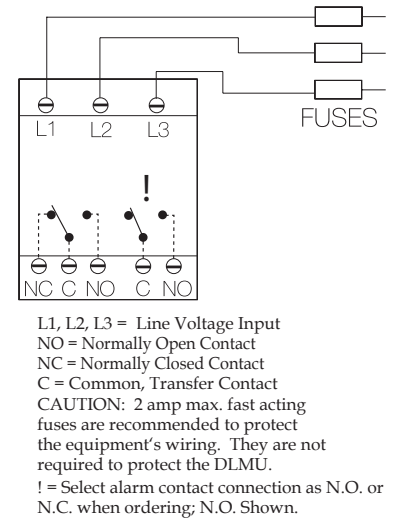 FUSES
L1 L2 L3
!
NC C NO C NO
L1, L2, L3 = Line Voltage Input
NO = Normally Open Contact
NC = Normally Closed Contact
C = Common, Transfer Contact
CAUTION: 2 amp max. fast acting
fuses are recommended to protect
the equipment's wiring. They are not
required to protect the DLMU.
! = Select alarm contact connection as N.O. or
N.C. when ordering; N.O. Shown.